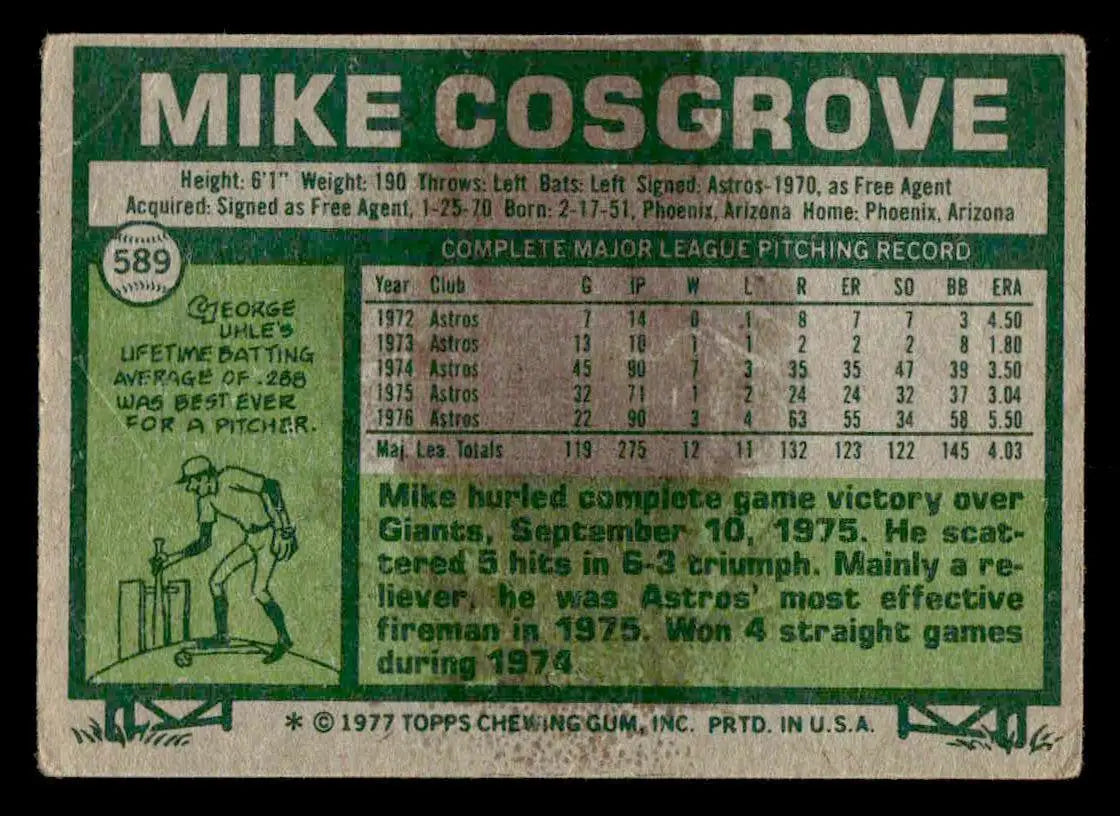 MIKE COSGROVE
Height: 6'1" Weight: 190 Throws: Left Bats: Left Signed: Astros-1970, as Free Agent
Acquired: Signed as Free Agent, 1-25-70 Born: 2-17-51, Phoenix, Arizona Home: Phoenix, Arizona
589
COMPLETE MAJOR LEAGUE PITCHING RECORD
Year Club G IP W L R ER SO BB ERA
1972 Astros 7 14 0 1 8 7 7 3 4.50
1973 Astros 13 10 1 1 2 2 2 8 1.80
1974 Astros 45 90 7 3 35 35 47 39 3.50
1975 Astros 32 71 1 2 24 24 32 37 3.04
1976 Astros 22 90 3 4 63 55 34 58 5.50
Maj. Lea. Totals 119 275 12 11 132 123 122 145 4.03
GEORGE
UHLE'S
LIFETIME BATTING
AVERAGE OF .288
WAS BEST EVER
FOR A PITCHER.
Mike hurled complete game victory over
Giants, September 10, 1975. He scat-
tered 5 hits in 6-3 triumph. Mainly a re-
liever, he was Astros' most effective
fireman in 1975. Won 4 straight games
during 1974.
* © 1977 TOPPS CHEWING GUM, INC. PRTD. IN U.S.A.